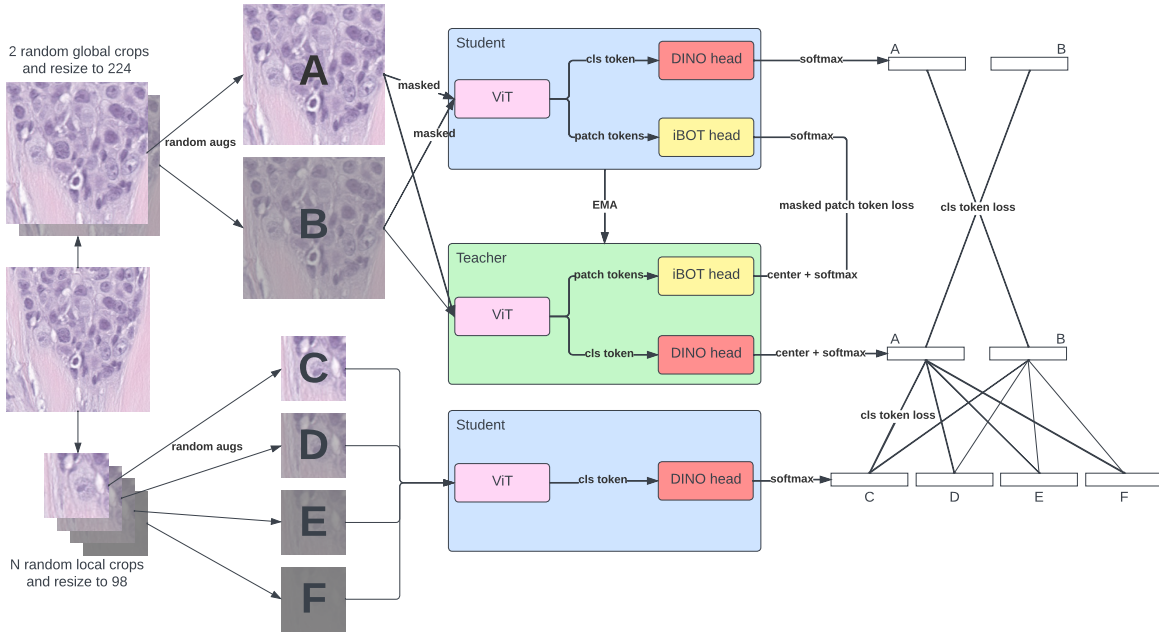 2 random global crops
and resize to 224
random augs
A
B
masked
masked
Student
ViT
cls token
DINO head
patch tokens
iBOT head
softmax
softmax
A
B
EMA
masked patch token loss
cls token loss
Teacher
ViT
patch tokens
iBOT head
center + softmax
cls token
DINO head
center + softmax
A
B
random augs
C
D
E
F
N random local crops
and resize to 98
Student
ViT
cls token
DINO head
softmax
cls token loss
C
D
E
F